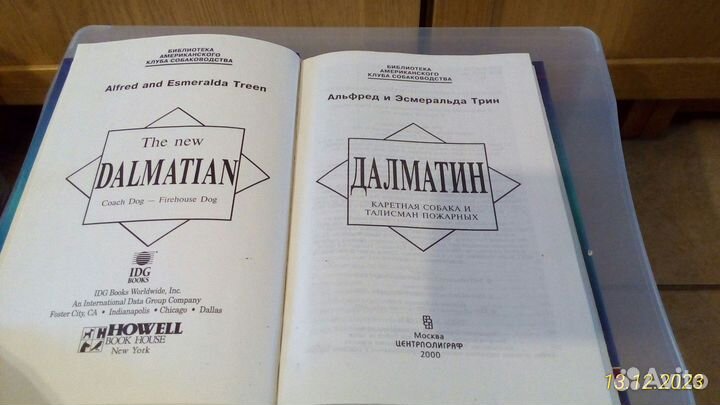 БИБЛИОТЕКА
АМЕРИКАНСКОГО
КЛУБА СОБАКОВОДСТВА
Alfred and Esmeralda Treen
The new
DALMATIAN
Coach Dog — Firehouse Dog
IDG
BOOKS
IDG Books Worldwide, Inc.
An International Data Group Company
Foster City, CA • Indianapolis • Chicago • Dallas
HOWELL
BOOK HOUSE
New York
БИБЛИОТЕКА
АМЕРИКАНСКОГО
КЛУБА СОБАКОВОДСТВА
Альфред и Эсмеральда Трин
ДАЛМАТИН
КАРЕТНАЯ СОБАКА И
ТАЛИСМАН ПОЖАРНЫХ
Москва
ЦЕНТРПОЛИГРАФ
2000
13.12.2023
Avito